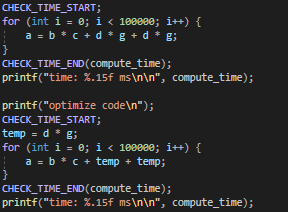 CHECK_TIME_START;
for (int i = 0; i < 100000; i++) {
    a = b * c + d * g + d * g;
}
CHECK_TIME_END(compute_time);
printf("time: %.15f ms\n\n", compute_time);

printf("optimize code\n");
CHECK_TIME_START;
temp = d * g;
for (int i = 0; i < 100000; i++) {
    a = b * c + temp + temp;
}
CHECK_TIME_END(compute_time);
printf("time: %.15f ms\n\n", compute_time);